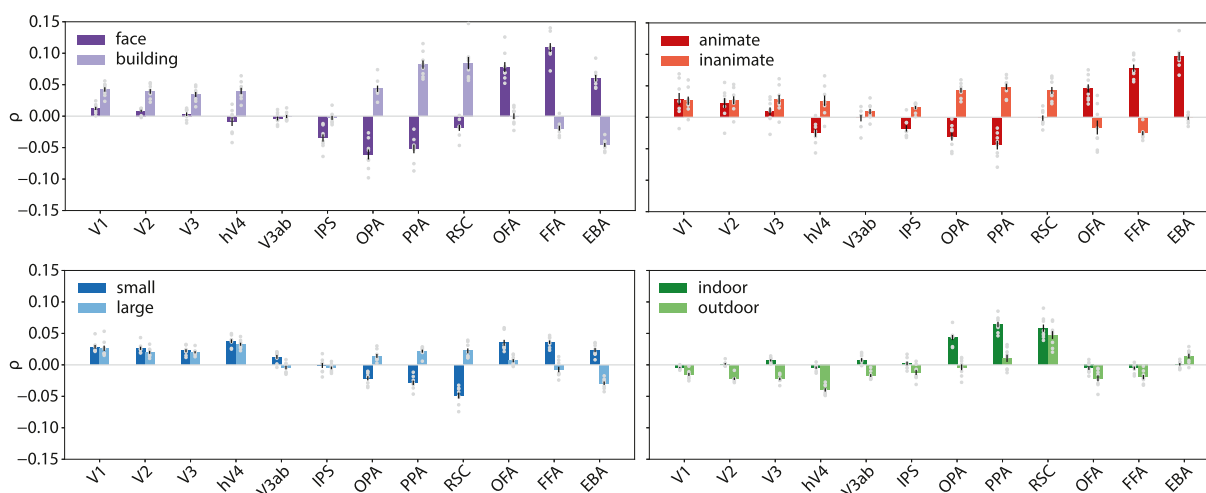 0.15
0.10
0.05
0.00
−0.05
−0.10
−0.15
ρ
face
building
V1 V2 V3 hV4 V3ab IPS OPA PPA RSC OFA FFA EBA
animate
inanimate
V1 V2 V3 hV4 V3ab IPS OPA PPA RSC OFA FFA EBA
0.15
0.10
0.05
0.00
−0.05
−0.10
−0.15
ρ
small
large
V1 V2 V3 hV4 V3ab IPS OPA PPA RSC OFA FFA EBA
indoor
outdoor
V1 V2 V3 hV4 V3ab IPS OPA PPA RSC OFA FFA EBA